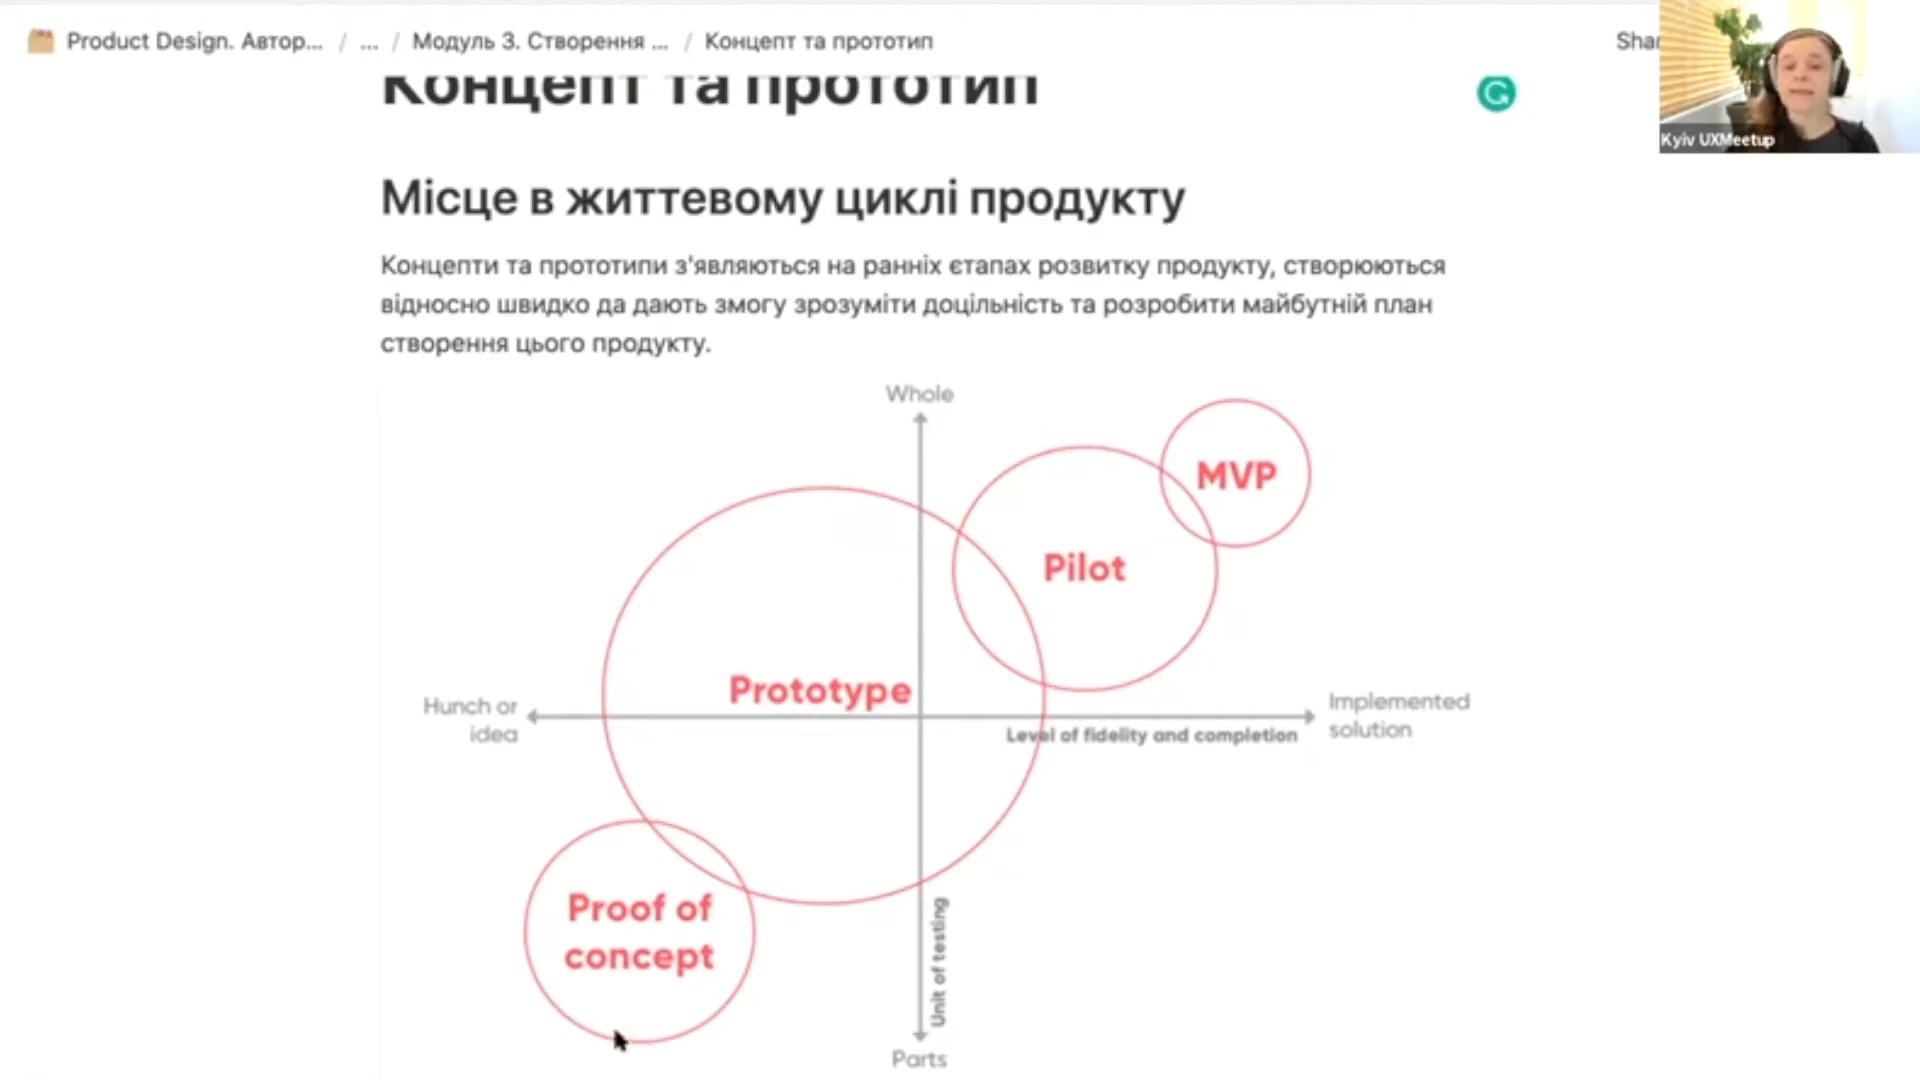 Product Design. Автор... / ... / Модуль 3. Створення ... / Концепт та прототип
Shar
Kyiv UXMeetup
Концепт та прототип
Місце в життєвому циклі продукту
Концепти та прототипи з'являються на ранніх єтапах розвитку продукту, створюються
відносно швидко да дають змогу зрозуміти доцільність та розробити майбутній план
створення цього продукту.
Whole
MVP
Pilot
Prototype
Hunch or
idea
Implemented
solution
Level of fidelity and completion
Proof of
concept
Unit of testing
Parts